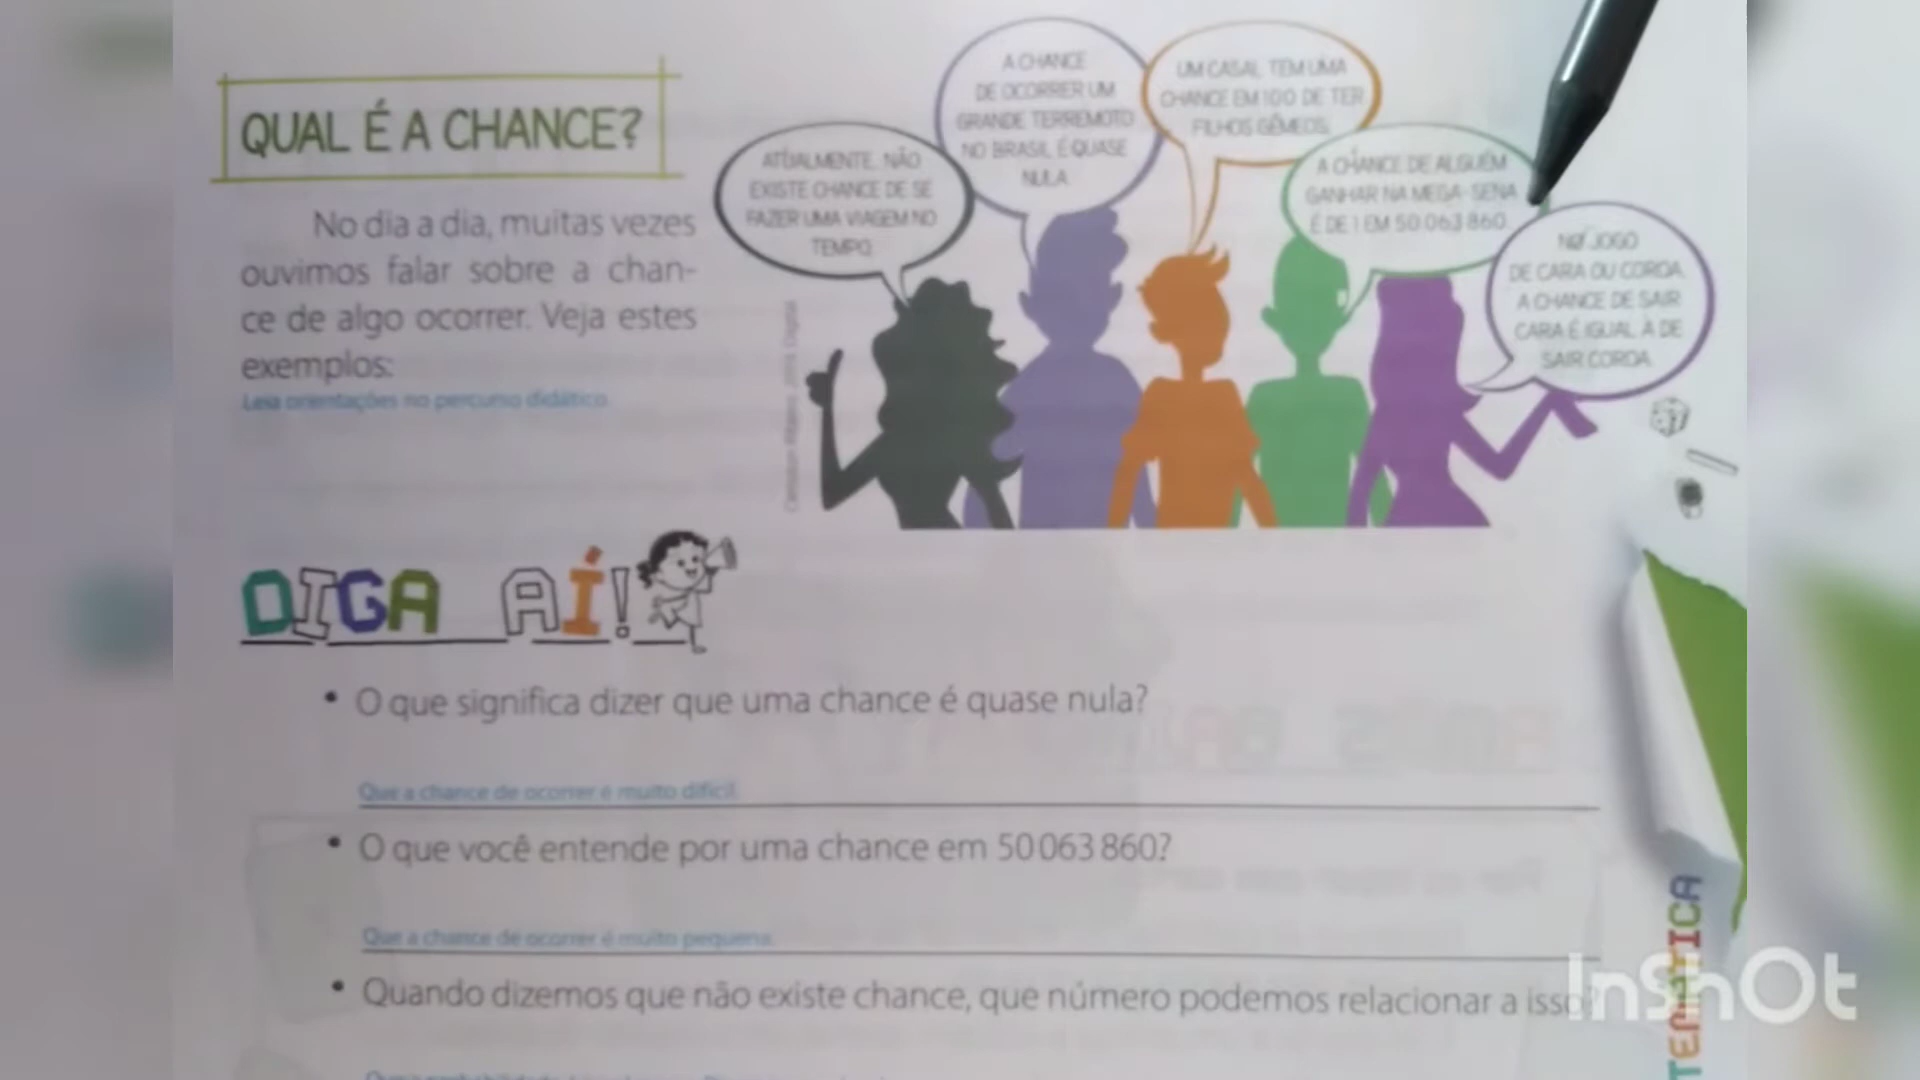 QUAL É A CHANCE?
No dia a dia, muitas vezes
ouvimos falar sobre a chan-
ce de algo ocorrer. Veja estes
exemplos:
Leia orientações no percurso didático.
ATUALMENTE, NÃO
EXISTE CHANCE DE SE
FAZER UMA VIAGEM NO
TEMPO.
A CHANCE
DE OCORRER UM
GRANDE TERREMOTO
NO BRASIL É QUASE
NULA.
UM CASAL TEM UMA
CHANCE EM 100 DE TER
FILHOS GÊMEOS.
A CHANCE DE ALGUÉM
GANHAR NA MEGA-SENA
É DE 1 EM 50 063 860.
NO JOGO
DE CARA OU COROA,
A CHANCE DE SAIR
CARA É IGUAL À DE
SAIR COROA.
DIGA AÍ!
• O que significa dizer que uma chance é quase nula?
Que a chance de ocorrer é muito difícil.
• O que você entende por uma chance em 50 063 860?
Que a chance de ocorrer é muito pequena.
• Quando dizemos que não existe chance, que número podemos relacionar a isso?
InShOt